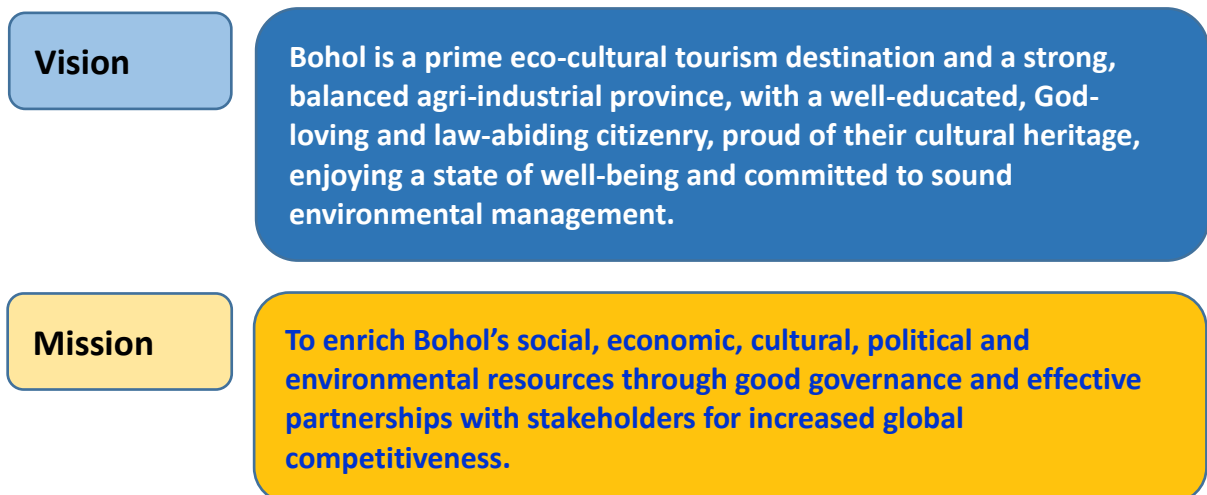 Vision
Bohol is a prime eco-cultural tourism destination and a strong,
balanced agri-industrial province, with a well-educated, God-
loving and law-abiding citizenry, proud of their cultural heritage,
enjoying a state of well-being and committed to sound
environmental management.
Mission
To enrich Bohol’s social, economic, cultural, political and
environmental resources through good governance and effective
partnerships with stakeholders for increased global
competitiveness.